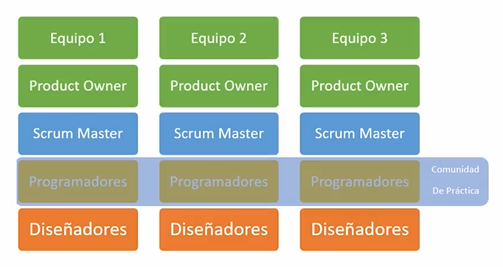 Equipo 1 Equipo 2 Equipo 3
Product Owner Product Owner Product Owner
Scrum Master Scrum Master Scrum Master
Programadores Programadores Programadores
Comunidad
De Práctica
Diseñadores Diseñadores Diseñadores